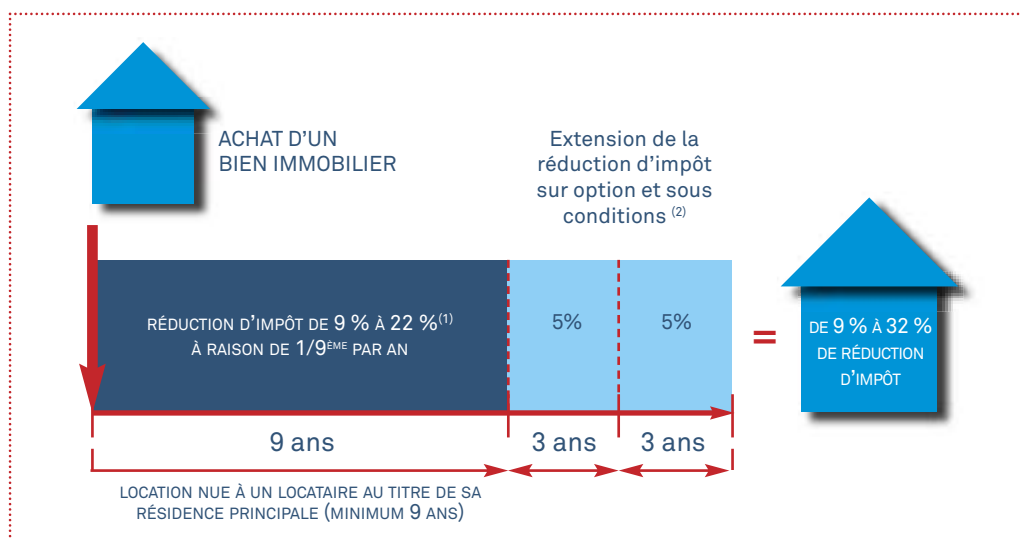 ACHAT D'UN
BIEN IMMOBILIER
Extension de la
réduction d'impôt
sur option et sous
conditions (2)
RÉDUCTION D'IMPÔT DE 9 % À 22 %(1)
À RAISON DE 1/9ÈME PAR AN
5%
5%
=
DE 9 % À 32 %
DE RÉDUCTION
D'IMPÔT
9 ans
3 ans
3 ans
LOCATION NUE À UN LOCATAIRE AU TITRE DE SA
RÉSIDENCE PRINCIPALE (MINIMUM 9 ANS)